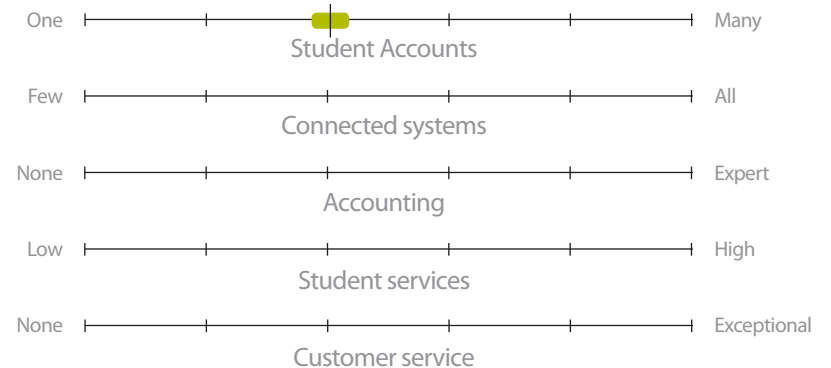 One Many
Student Accounts
Few All
Connected systems
None Expert
Accounting
Low High
Student services
None Exceptional
Customer service